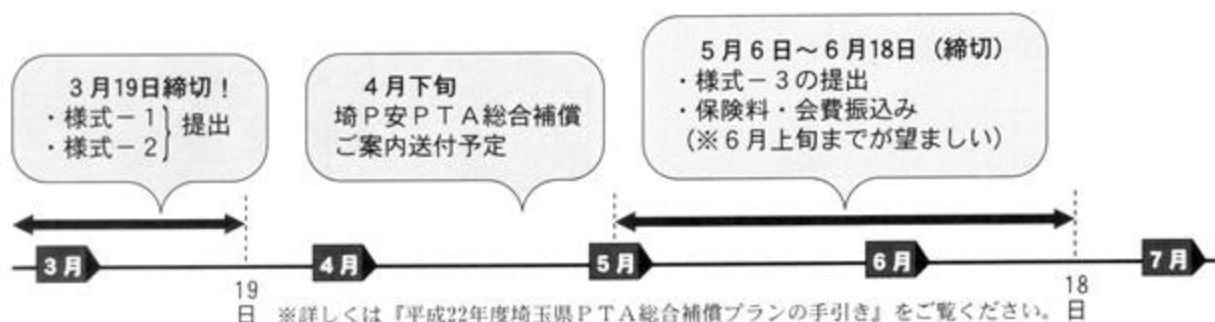 3月19日締切！
・様式－1
・様式－2
提出
4月下旬
埼P安PTA総合補償
ご案内送付予定
5月6日～6月18日（締切）
・様式－3の提出
・保険料・会費振込み
（※6月上旬までが望ましい）
3月
4月
5月
6月
7月
19日
18日
※詳しくは『平成22年度埼玉県PTA総合補償プランの手引き』をご覧ください。